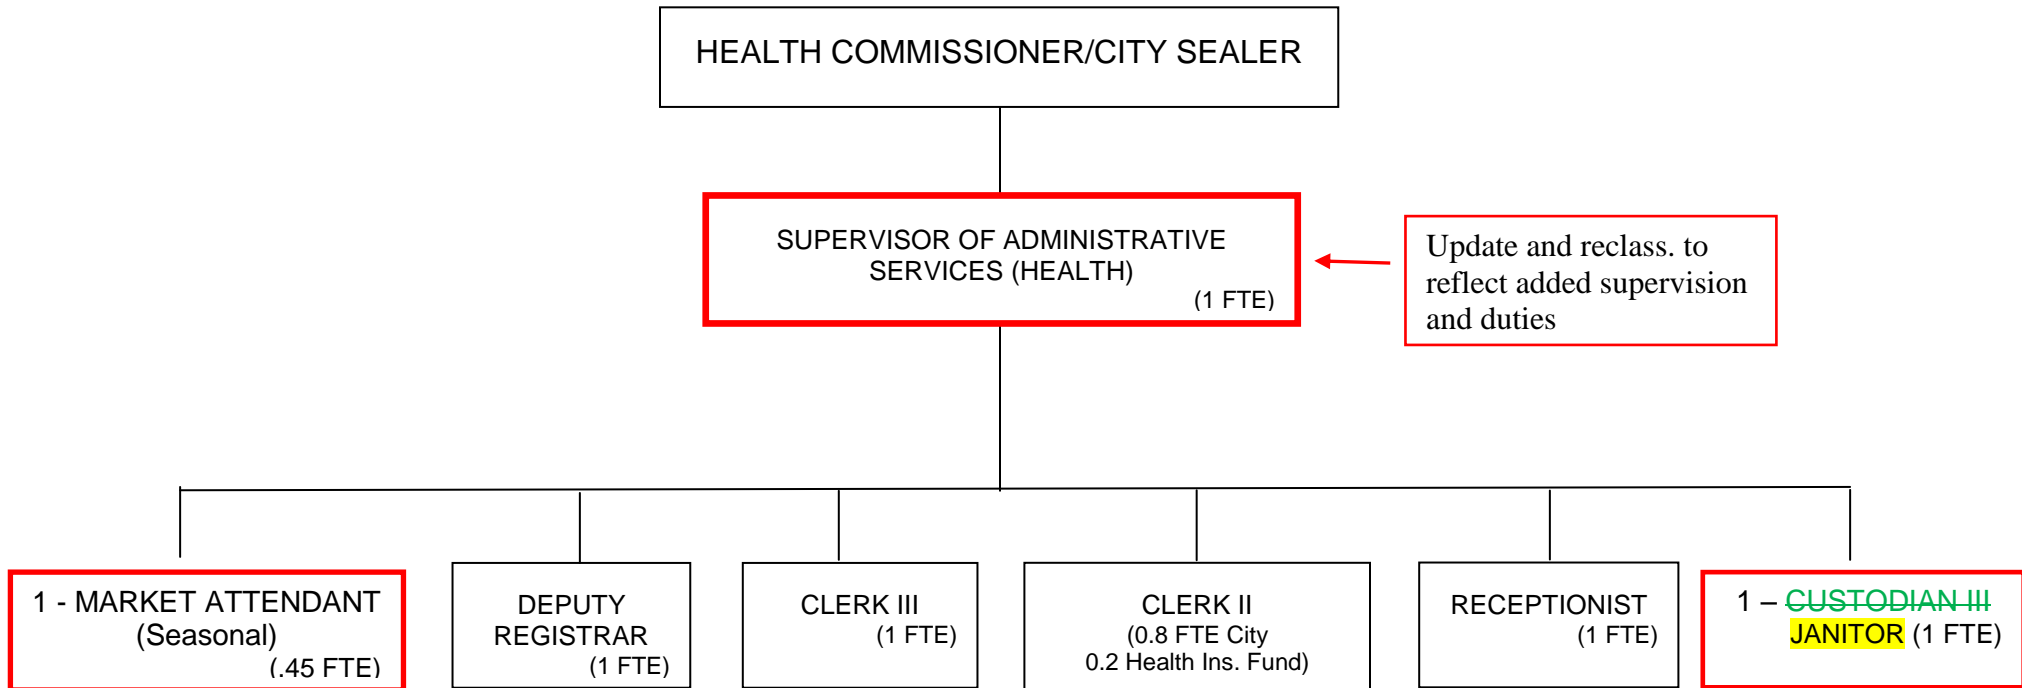 HEALTH COMMISSIONER/CITY SEALER
SUPERVISOR OF ADMINISTRATIVE
SERVICES (HEALTH)
(1 FTE)
Update and reclass. to
reflect added supervision
and duties
1 - MARKET ATTENDANT
(Seasonal)
(.45 FTE)
DEPUTY
REGISTRAR
(1 FTE)
CLERK III
(1 FTE)
CLERK II
(0.8 FTE City
0.2 Health Ins. Fund)
RECEPTIONIST
(1 FTE)
1 – CUSTODIAN III
JANITOR (1 FTE)